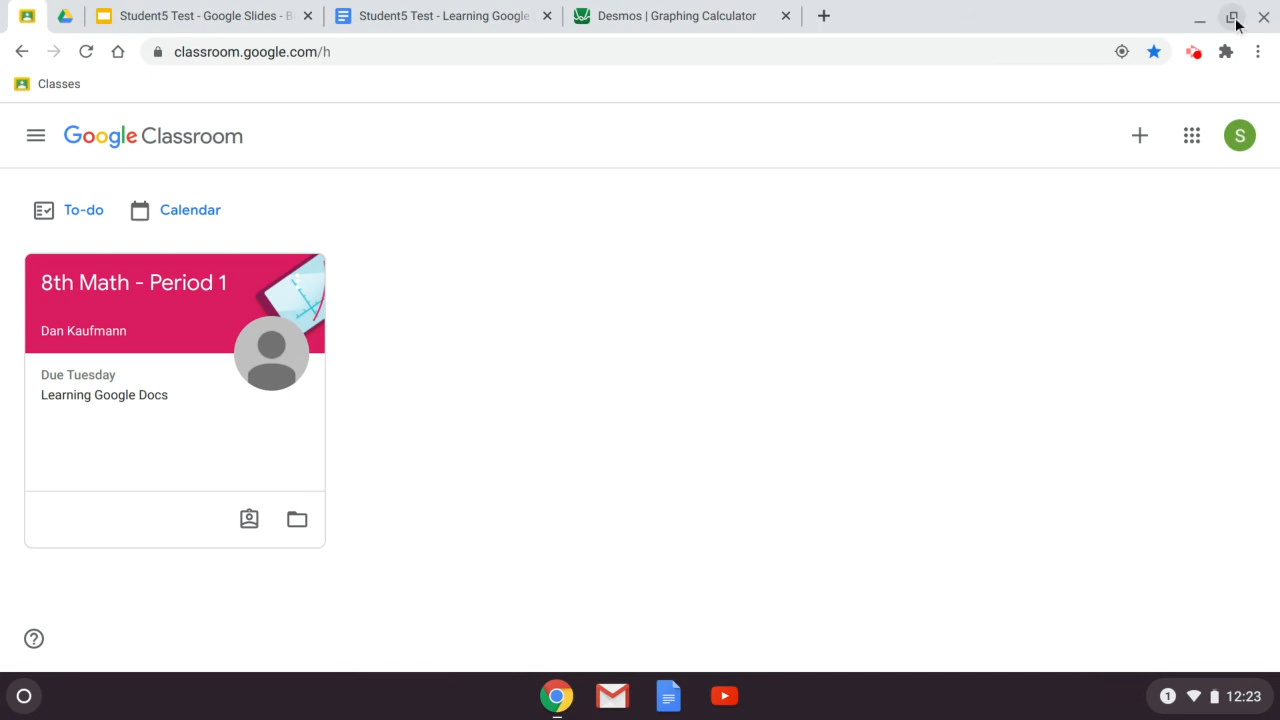 Student5 Test - Google Slides - B
Student5 Test - Learning Google
Desmos | Graphing Calculator
classroom.google.com/h
Classes
Google Classroom
S
To-do
Calendar
8th Math - Period 1
Dan Kaufmann
Due Tuesday
Learning Google Docs
1
12:23